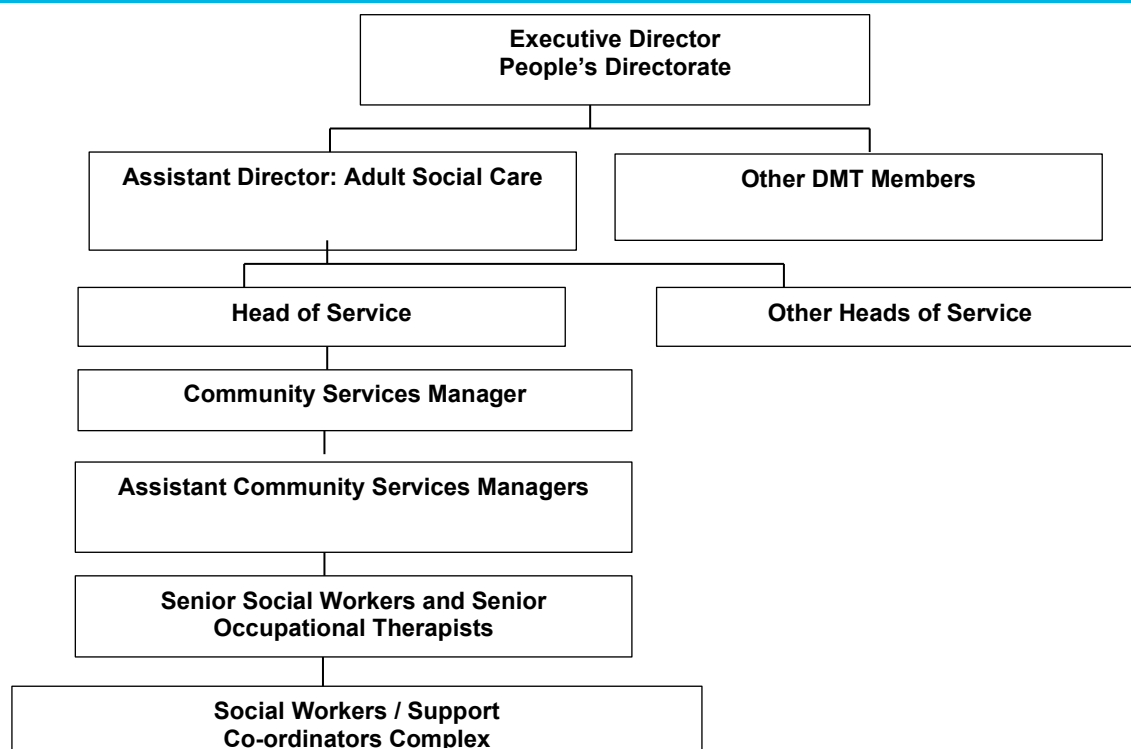 Executive Director
People’s Directorate
Assistant Director: Adult Social Care
Other DMT Members
Head of Service
Other Heads of Service
Community Services Manager
Assistant Community Services Managers
Senior Social Workers and Senior
Occupational Therapists
Social Workers / Support
Co-ordinators Complex